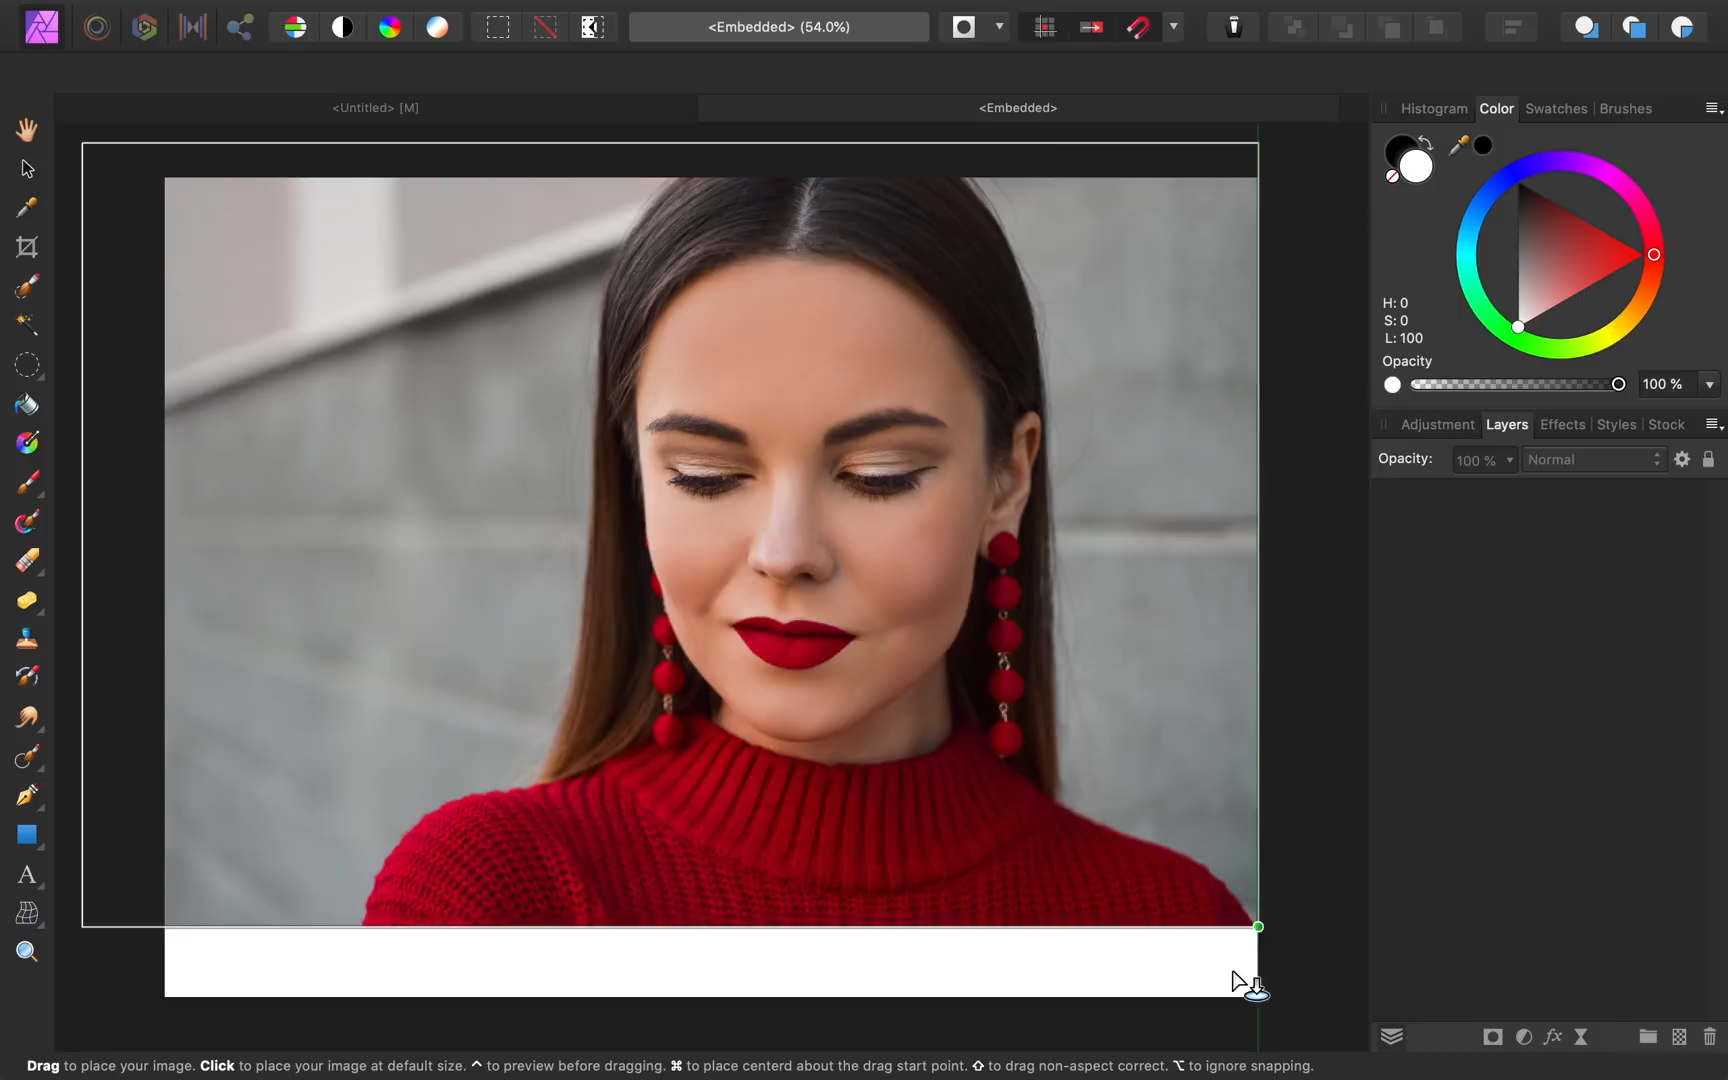 <Embedded> (54.0%)
<Untitled> [M]
<Embedded>
Histogram Color Swatches Brushes
H: 0
S: 0
L: 100
Opacity
100 %
Adjustment Layers Effects Styles Stock
Opacity: 100 % Normal
A
fx
Drag to place your image. Click to place your image at default size. ^ to preview before dragging. ⌘ to place centerd about the drag start point. ⇧ to drag non-aspect correct. ⌥ to ignore snapping.